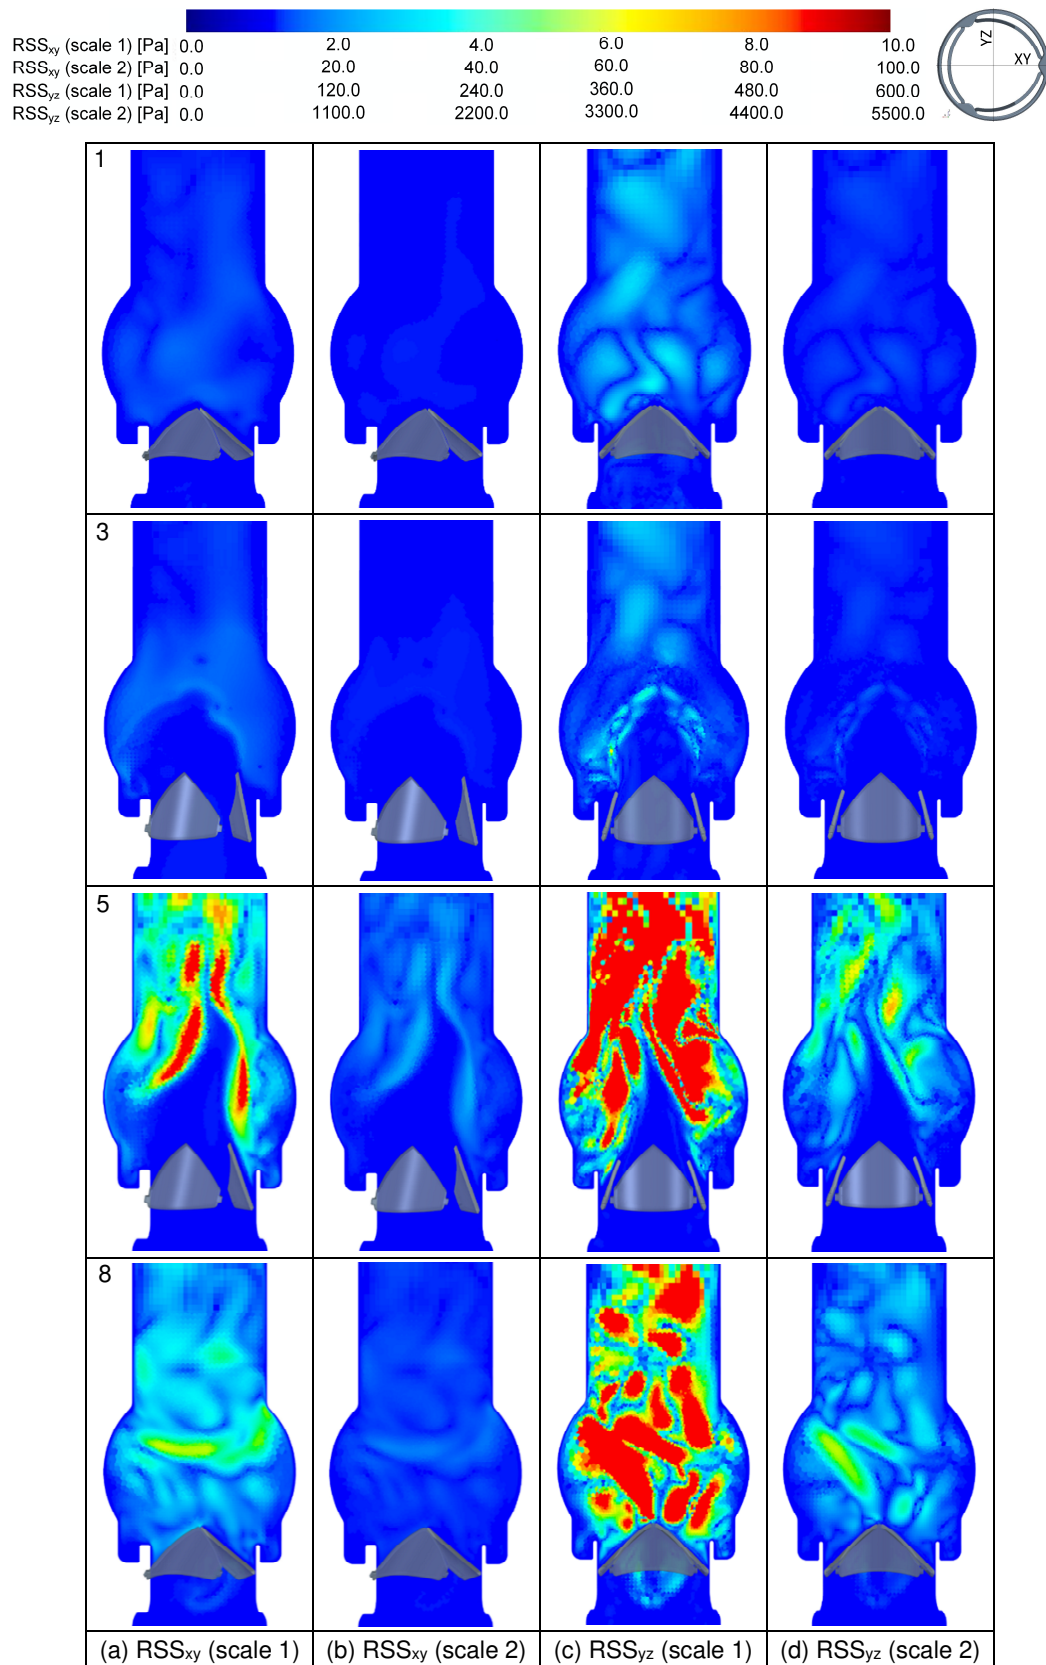 RSSxy (scale 1) [Pa] 0.0 2.0 4.0 6.0 8.0 10.0
RSSxy (scale 2) [Pa] 0.0 20.0 40.0 60.0 80.0 100.0
RSSyz (scale 1) [Pa] 0.0 120.0 240.0 360.0 480.0 600.0
RSSyz (scale 2) [Pa] 0.0 1100.0 2200.0 3300.0 4400.0 5500.0
YZ
XY
1
3
5
8
(a) RSSxy (scale 1) (b) RSSxy (scale 2) (c) RSSyz (scale 1) (d) RSSyz (scale 2)